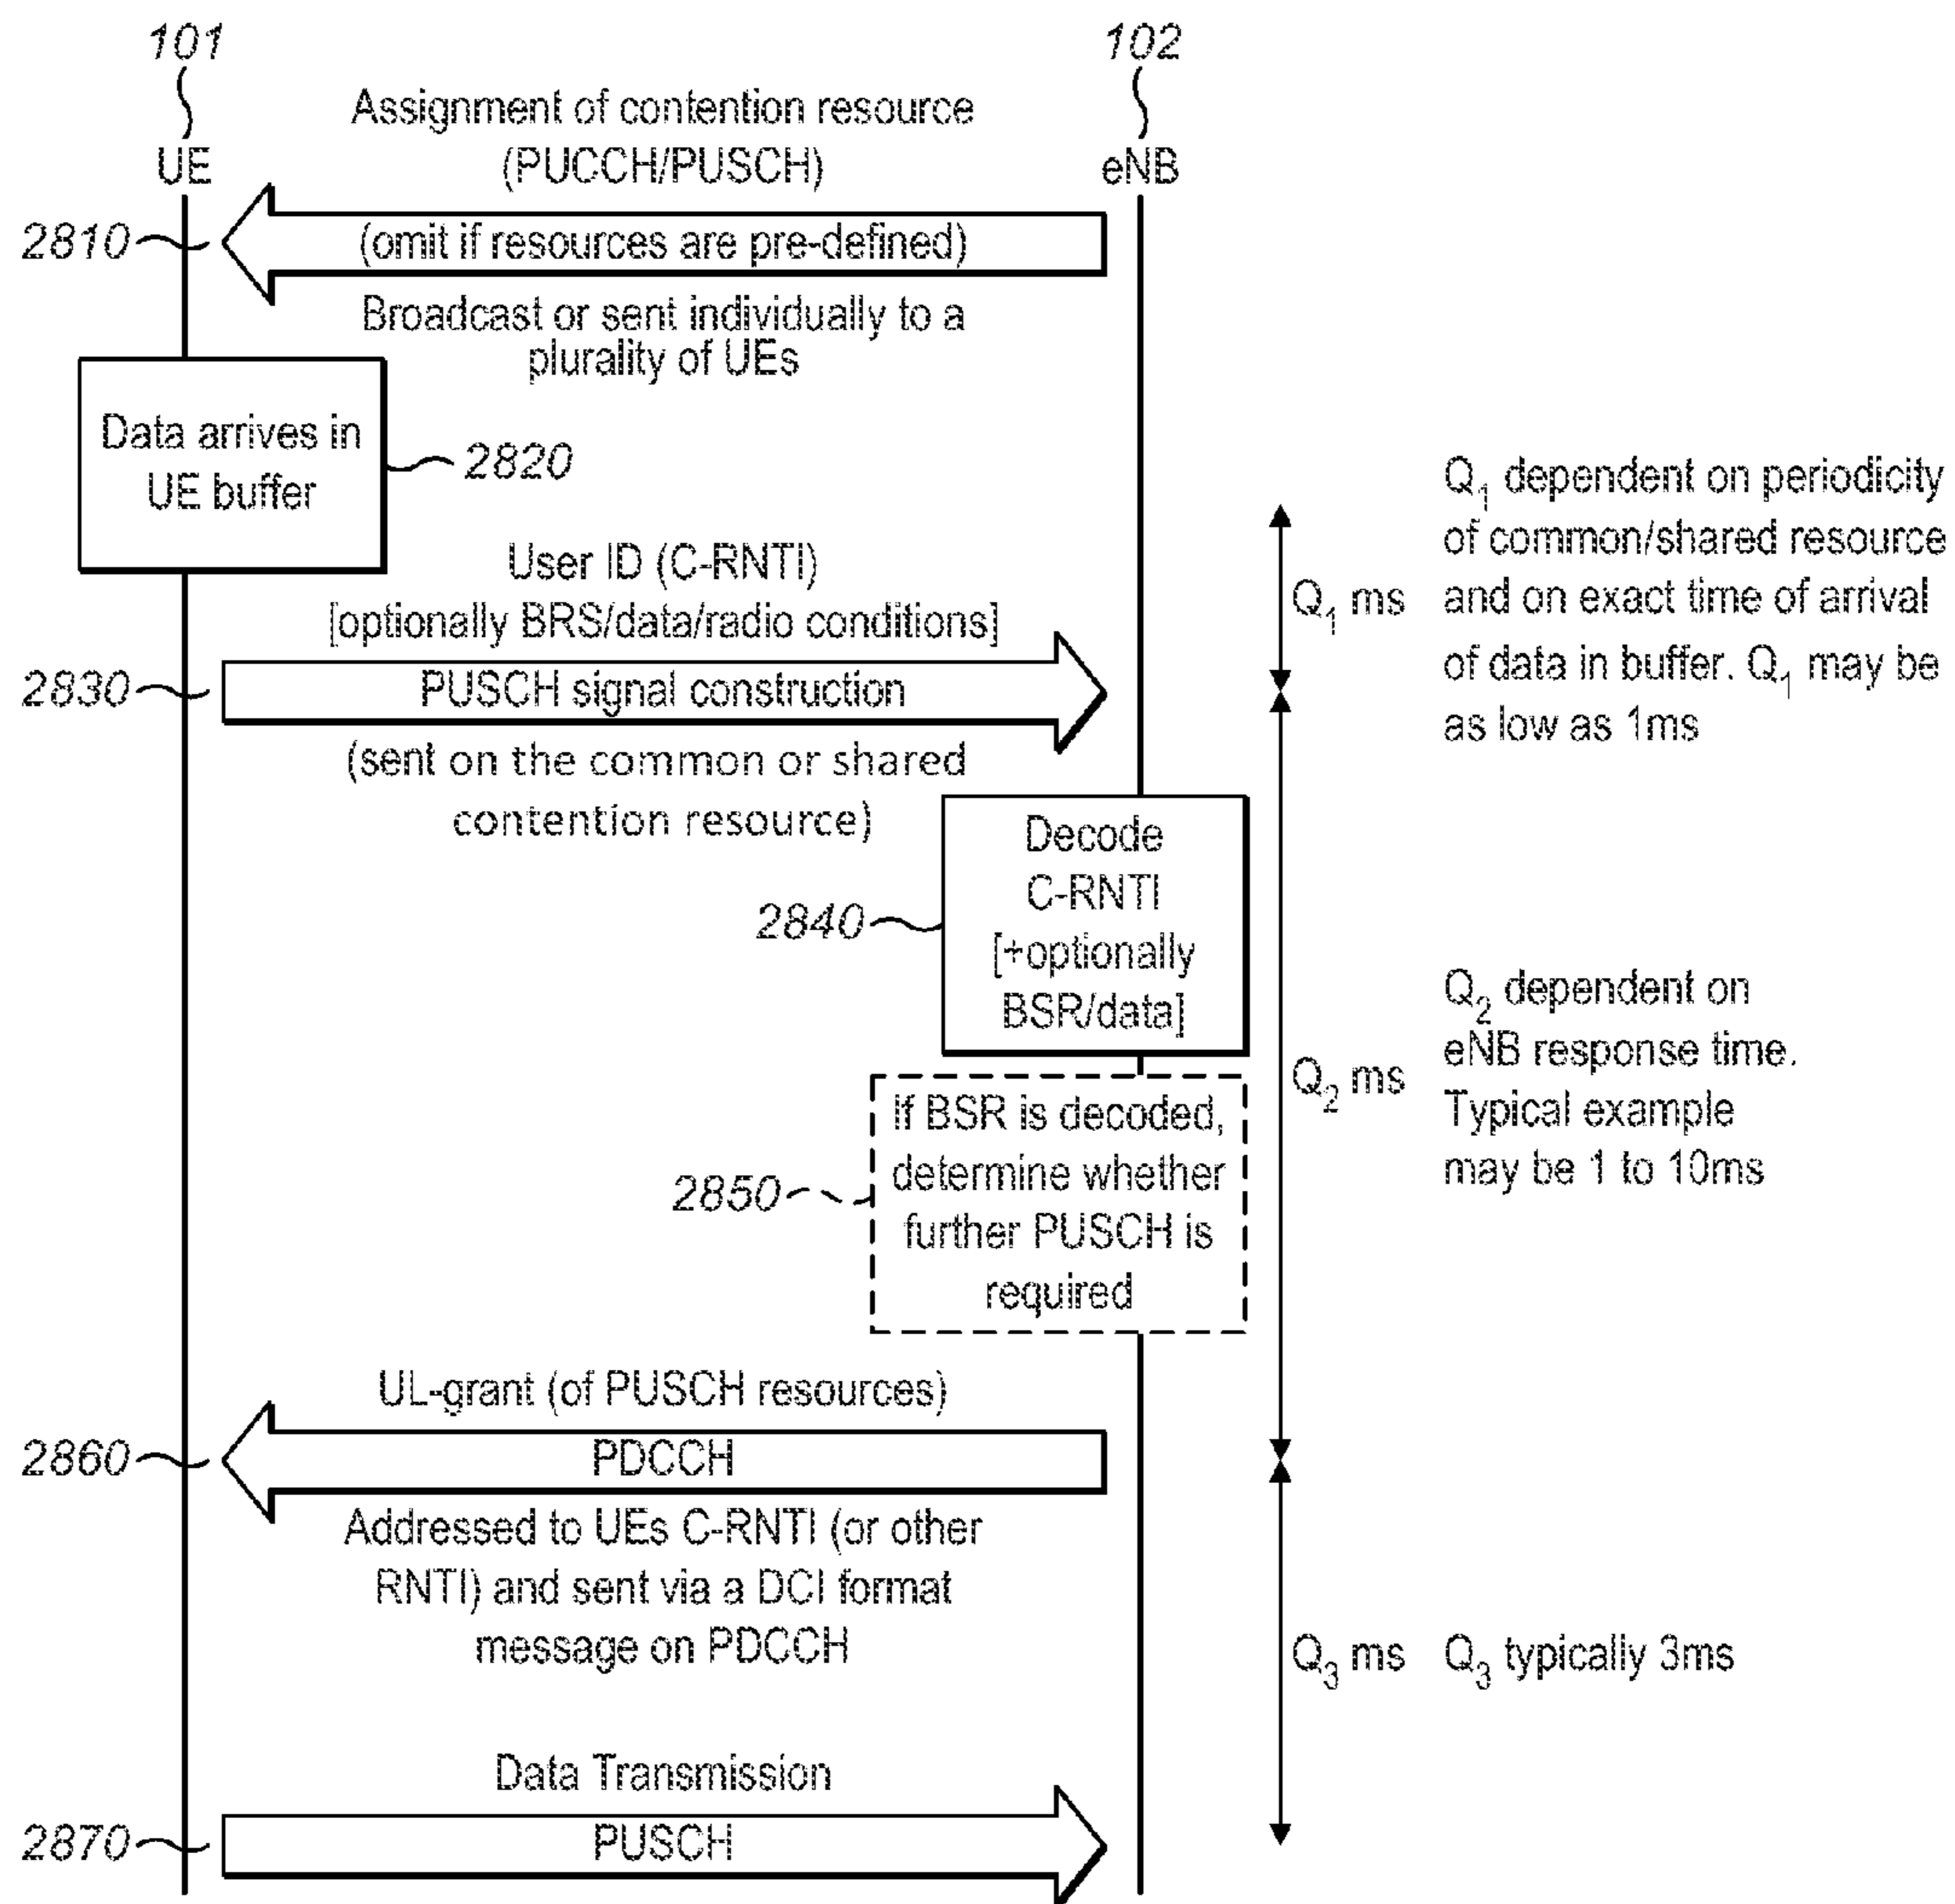 101
102
UE
eNB
Assignment of contention resource
(PUCCH/PUSCH)
2810
(omit if resources are pre-defined)
Broadcast or sent individually to a
plurality of UEs
Data arrives in
UE buffer
2820
User ID (C-RNTI)
[optionally BRS/data/radio conditions]
2830
PUSCH signal construction
(sent on the common or shared
contention resource)
Q1 ms
Q1 dependent on periodicity
of common/shared resource
and on exact time of arrival
of data in buffer. Q1 may be
as low as 1ms
2840
Decode
C-RNTI
[+optionally
BSR/data]
2850
if BSR is decoded,
determine whether
further PUSCH is
required
Q2 ms
Q2 dependent on
eNB response time.
Typical example
may be 1 to 10ms
UL-grant (of PUSCH resources)
2860
PDCCH
Addressed to UEs C-RNTI (or other
RNTI) and sent via a DCI format
message on PDCCH
Q3 ms
Q3 typically 3ms
Data Transmission
2870
PUSCH